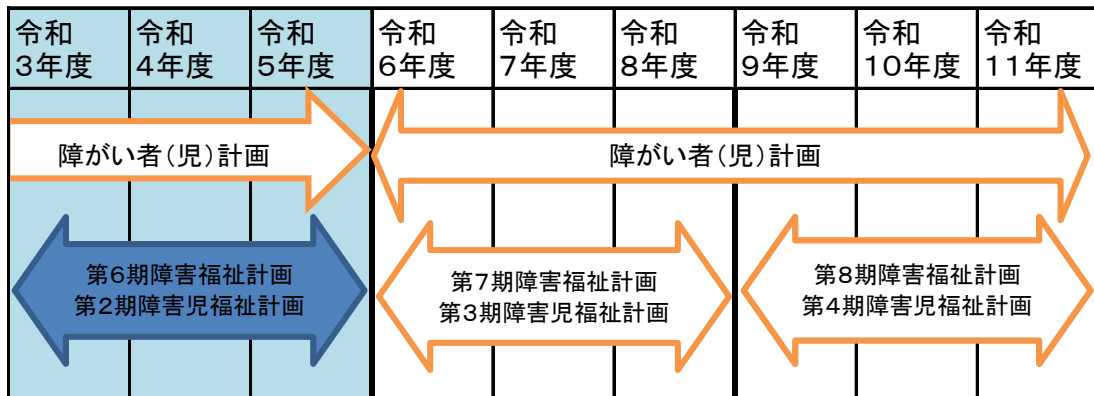 令和
3年度
令和
4年度
令和
5年度
令和
6年度
令和
7年度
令和
8年度
令和
9年度
令和
10年度
令和
11年度
障がい者(児)計画
障がい者(児)計画
第6期障害福祉計画
第2期障害児福祉計画
第7期障害福祉計画
第3期障害児福祉計画
第8期障害福祉計画
第4期障害児福祉計画